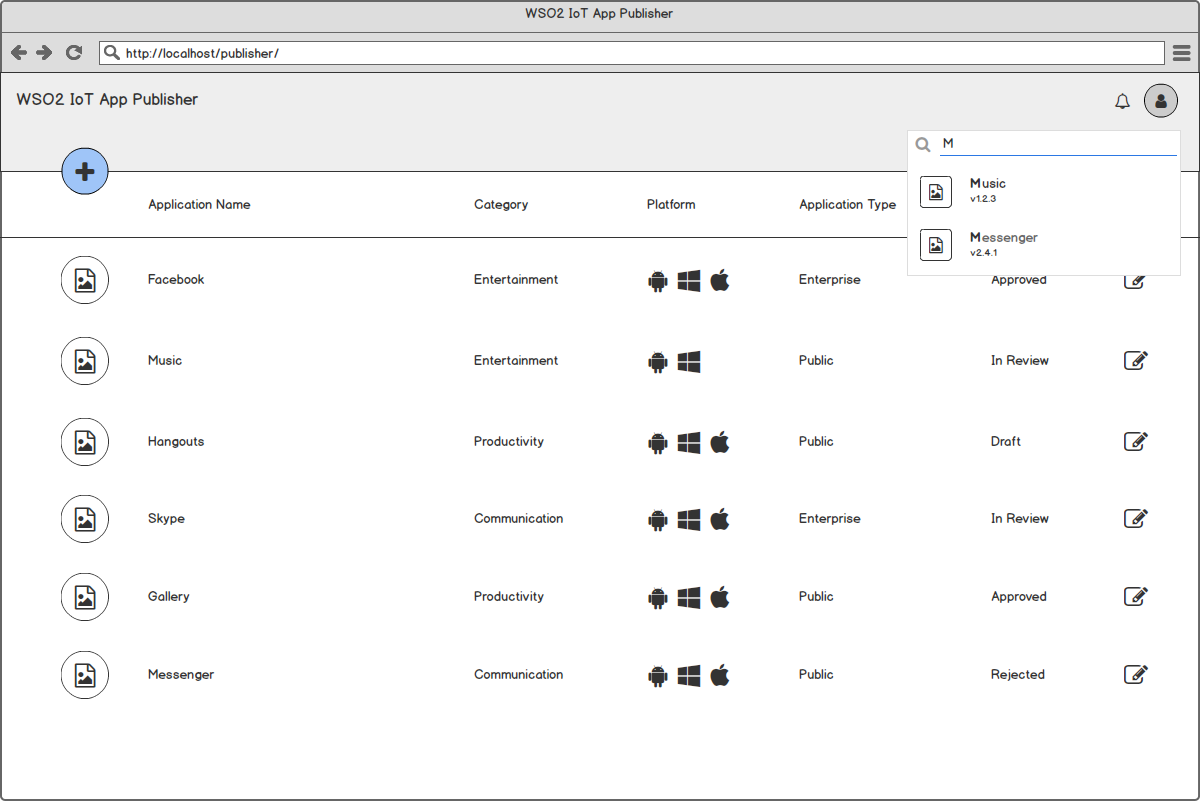 WSO2 IoT App Publisher
http://localhost/publisher/
WSO2 IoT App Publisher
M
Music
v1.2.3
Messenger
v2.4.1
Application Name Category Platform Application Type
Facebook Entertainment Enterprise Approved
Music Entertainment Public In Review
Hangouts Productivity Public Draft
Skype Communication Enterprise In Review
Gallery Productivity Public Approved
Messenger Communication Public Rejected